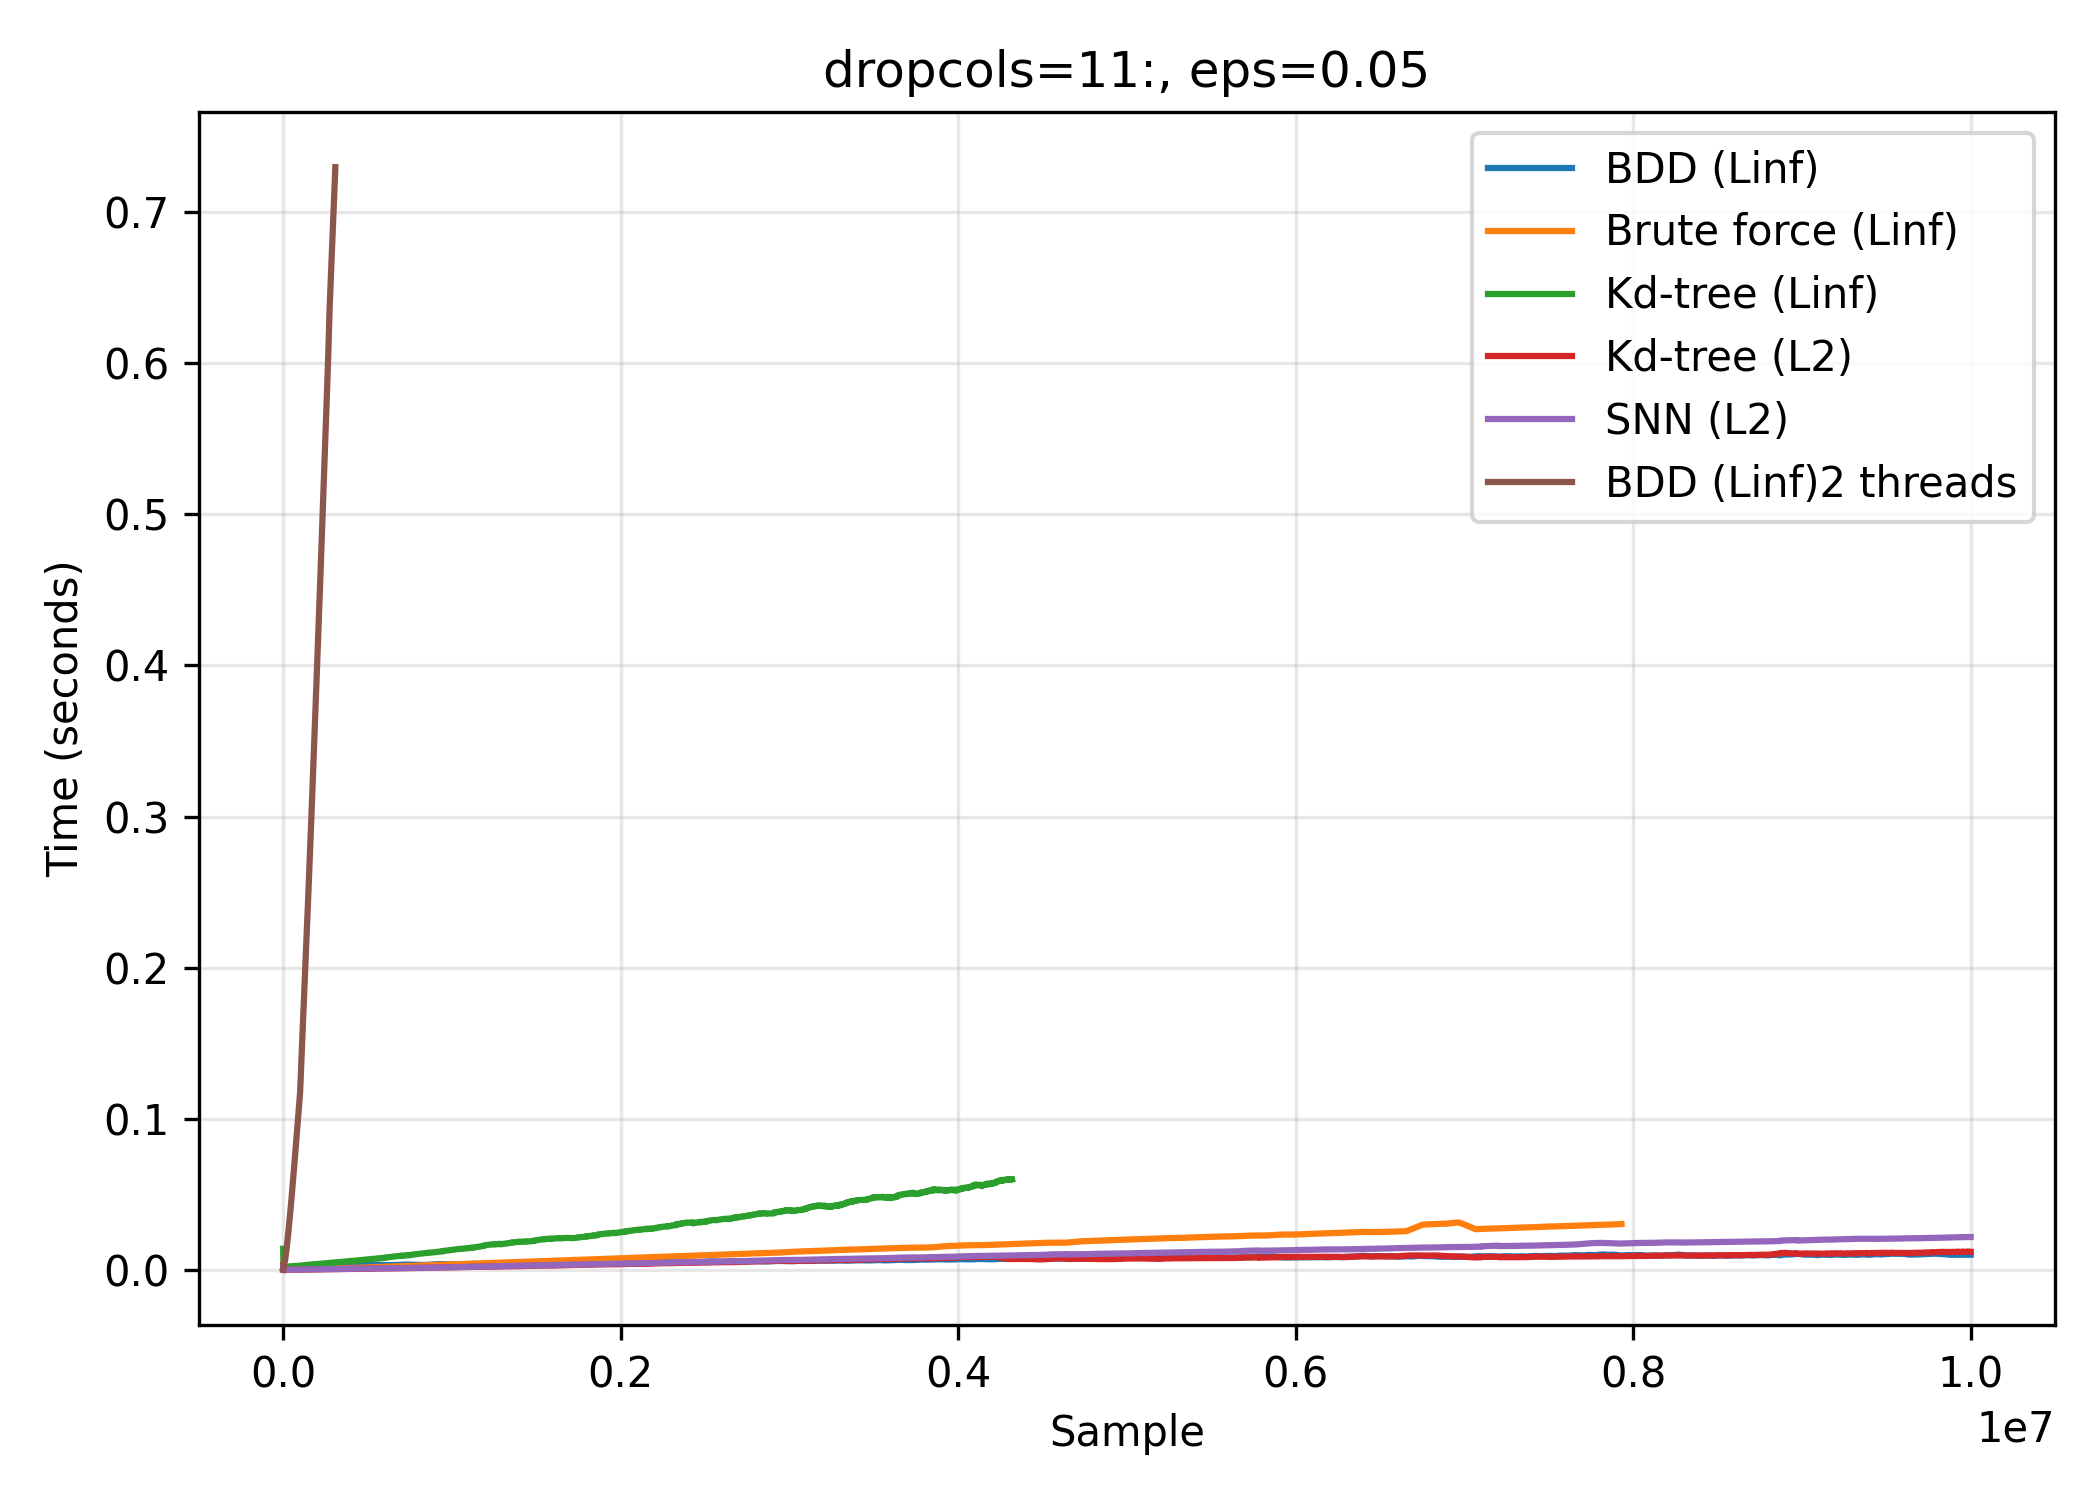 dropcols=11:, eps=0.05
BDD (Linf)
Brute force (Linf)
Kd-tree (Linf)
Kd-tree (L2)
SNN (L2)
BDD (Linf)2 threads
Time (seconds)
0.7
0.6
0.5
0.4
0.3
0.2
0.1
0.0
0.0 0.2 0.4 0.6 0.8 1.0
Sample
1e7